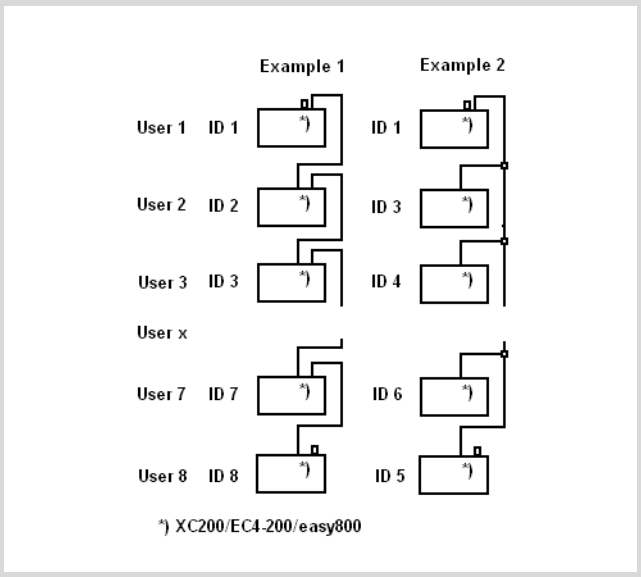 Example 1 Example 2
User 1 ID 1 *) ID 1 *)
User 2 ID 2 *) ID 3 *)
User 3 ID 3 *) ID 4 *)
User x
User 7 ID 7 *) ID 6 *)
User 8 ID 8 *) ID 5 *)
*) XC200/EC4-200/easy800